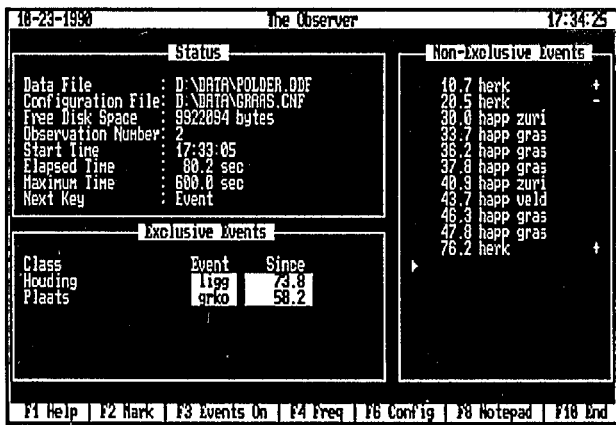 10-23-1990 The Observer 17:34:25
Status
Data File : D:\DATA\POLDER.ODF
Configuration File: D:\DATA\GRAAS.CNF
Free Disk Space : 9922094 bytes
Observation Number: 2
Start Time : 17:33:05
Elapsed Time : 80.2 sec
Maximum Time : 600.0 sec
Next Key : Event
Exclusive Events
Class Event Since
Houding ligg 73.8
Plaats grko 58.2
Non-Exclusive Events
10.7 herk +
20.5 herk -
30.0 happ zuri
33.7 happ gras
36.2 happ gras
37.8 happ gras
40.9 happ zuri
43.7 happ veld
46.3 happ gras
47.8 happ gras
76.2 herk +
F1 Help F2 Mark F3 Events On F4 Freq F6 Config F8 Notepad F10 End